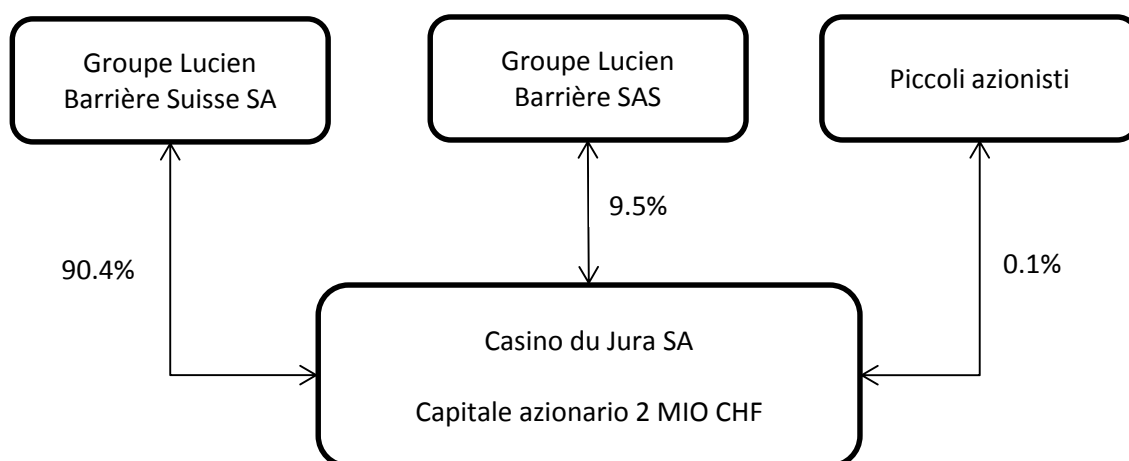 Groupe Lucien
Barrière Suisse SA
Groupe Lucien
Barrière SAS
Piccoli azionisti
90.4%
9.5%
0.1%
Casino du Jura SA
Capitale azionario 2 MIO CHF